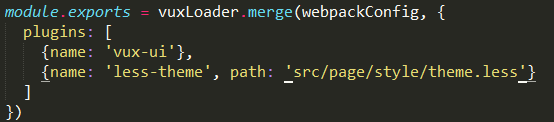 module.exports = vuxLoader.merge(webpackConfig, {
  plugins: [
    {name: 'vux-ui'},
    {name: 'less-theme', path: 'src/page/style/theme.less'}
  ]
})